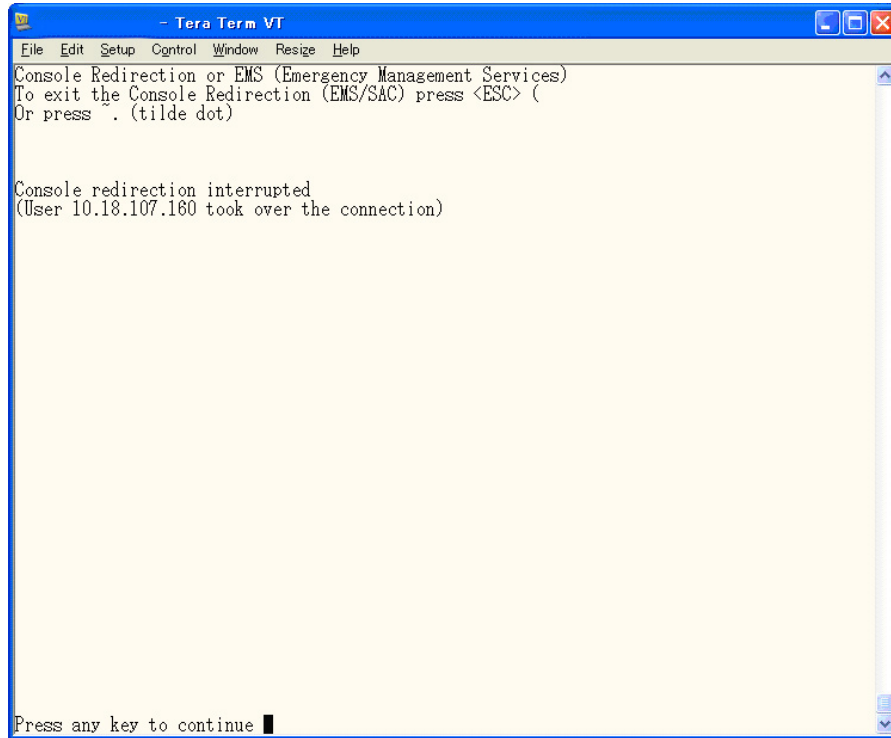 - Tera Term VT
File Edit Setup Control Window Resize Help
Console Redirection or EMS (Emergency Management Services)
To exit the Console Redirection (EMS/SAC) press <ESC> (
Or press ~. (tilde dot)
Console redirection interrupted
(User 10.18.107.160 took over the connection)
Press any key to continue